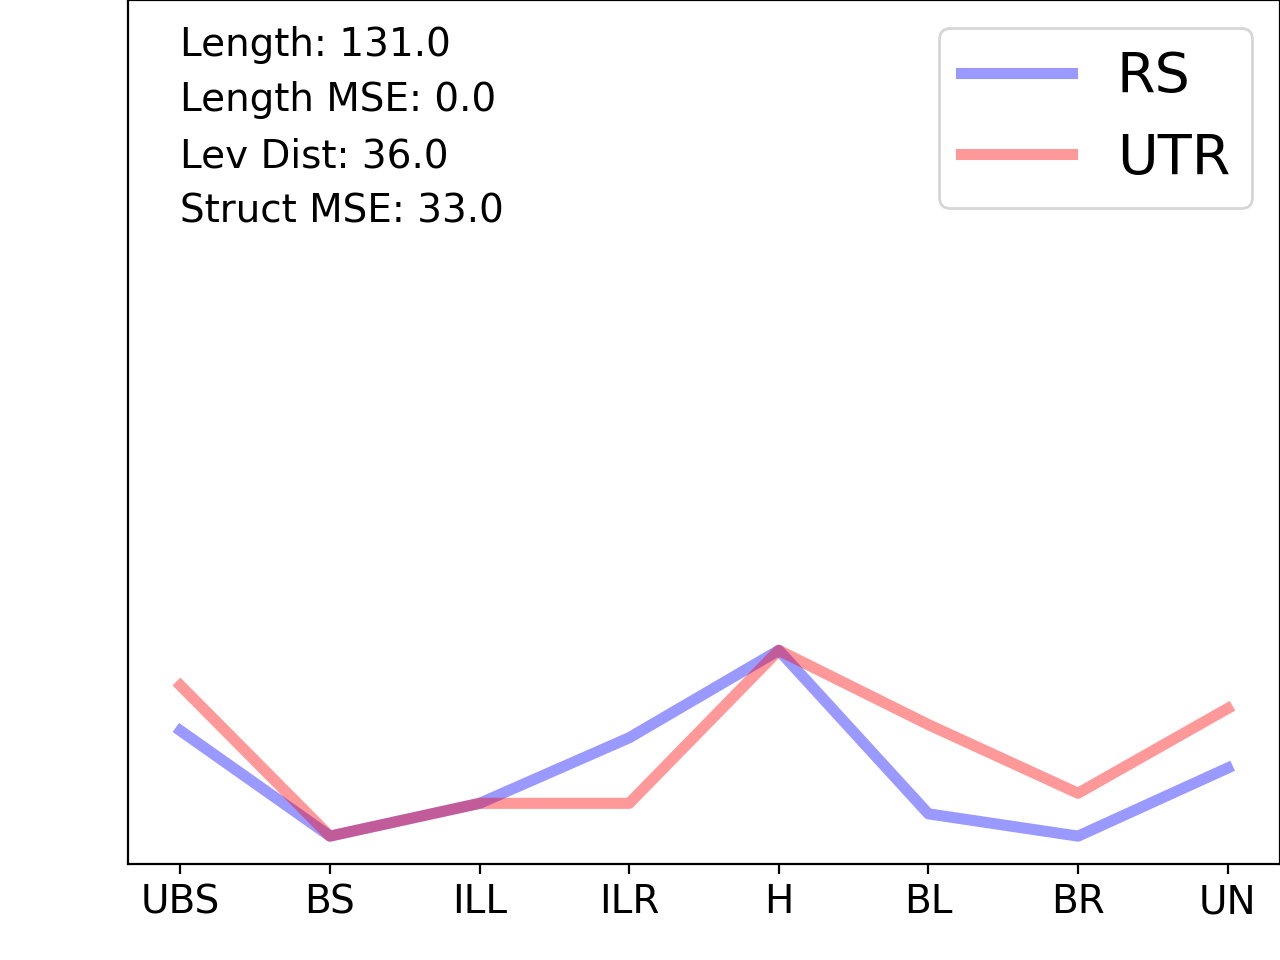 Length: 131.0
Length MSE: 0.0
Lev Dist: 36.0
Struct MSE: 33.0
RS
UTR
UBS BS ILL ILR H BL BR UN